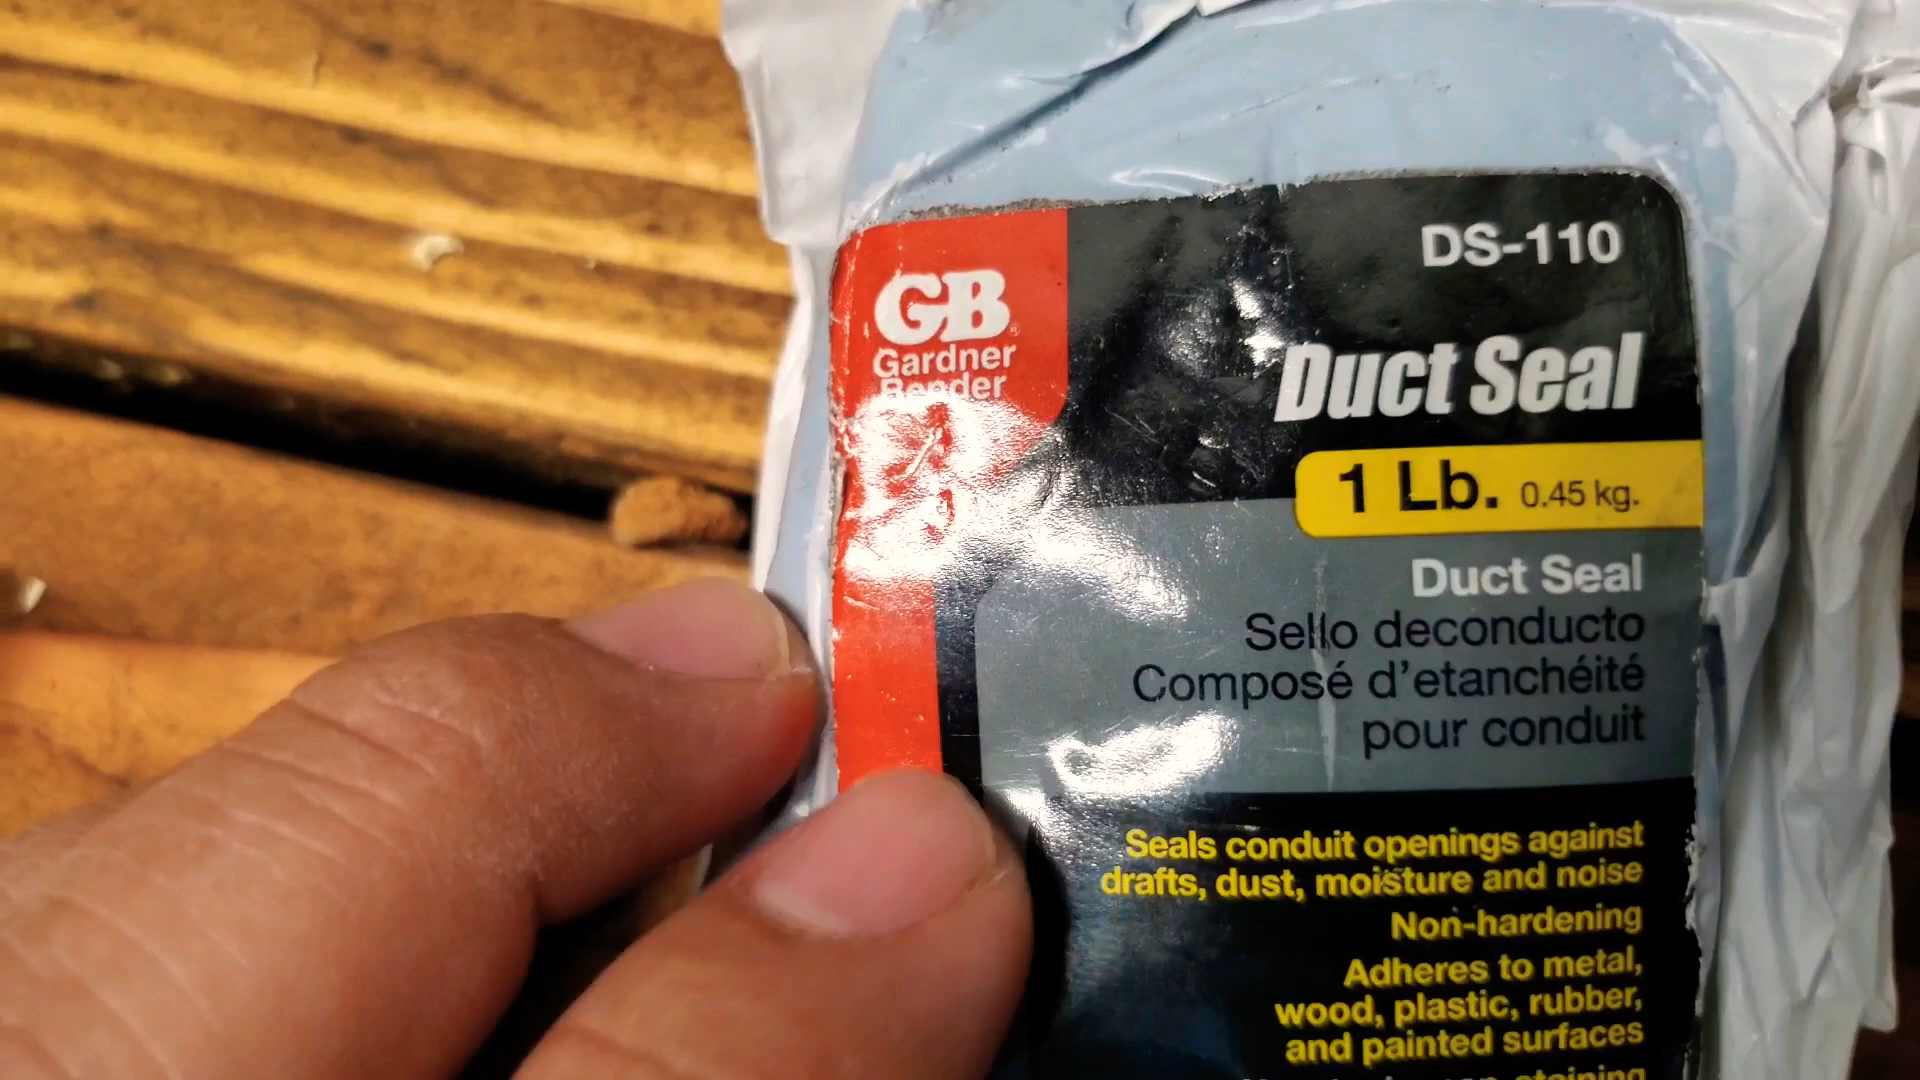 DS-110
GB
Gardner
Bender
Duct Seal
1 Lb. 0.45 kg.
Duct Seal
Sello deconducto
Composé d'etanchéité
pour conduit
Seals conduit openings against
drafts, dust, moisture and noise
Non-hardening
Adheres to metal,
wood, plastic, rubber,
and painted surfaces
staining